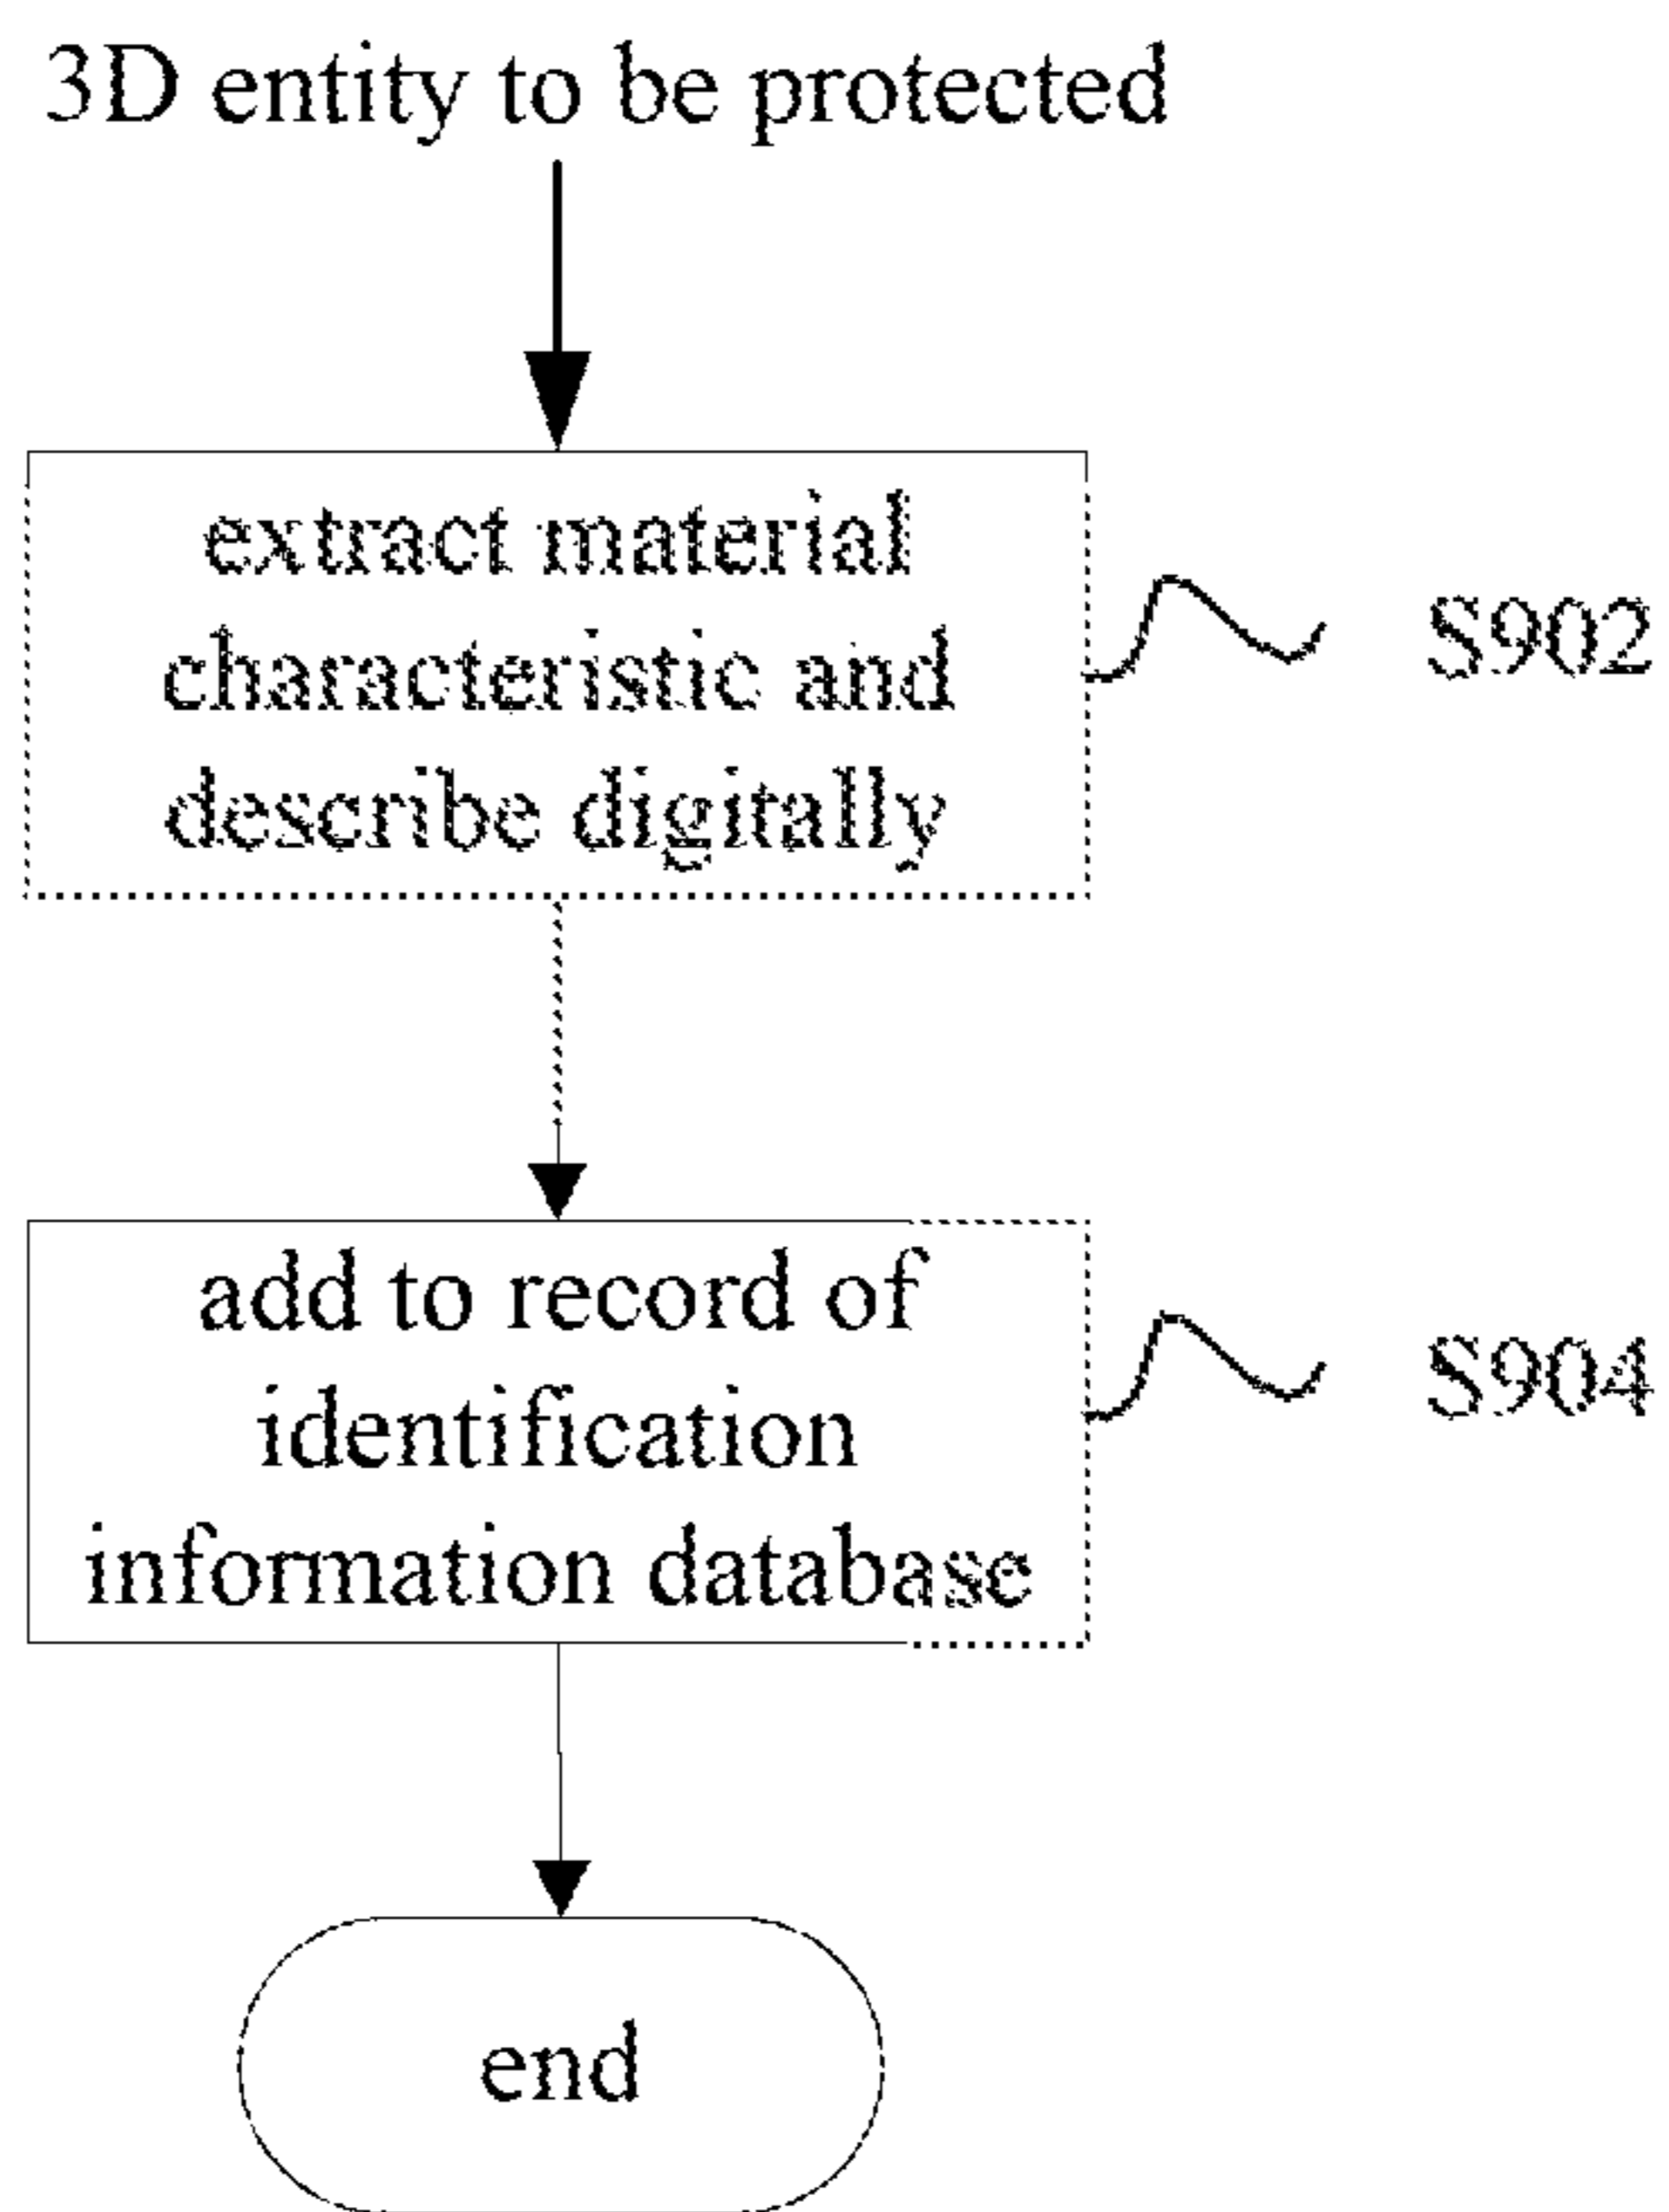 3D entity to be protected
extract material
characteristic and
describe digitally
S902
add to record of
identification
information database
S904
end